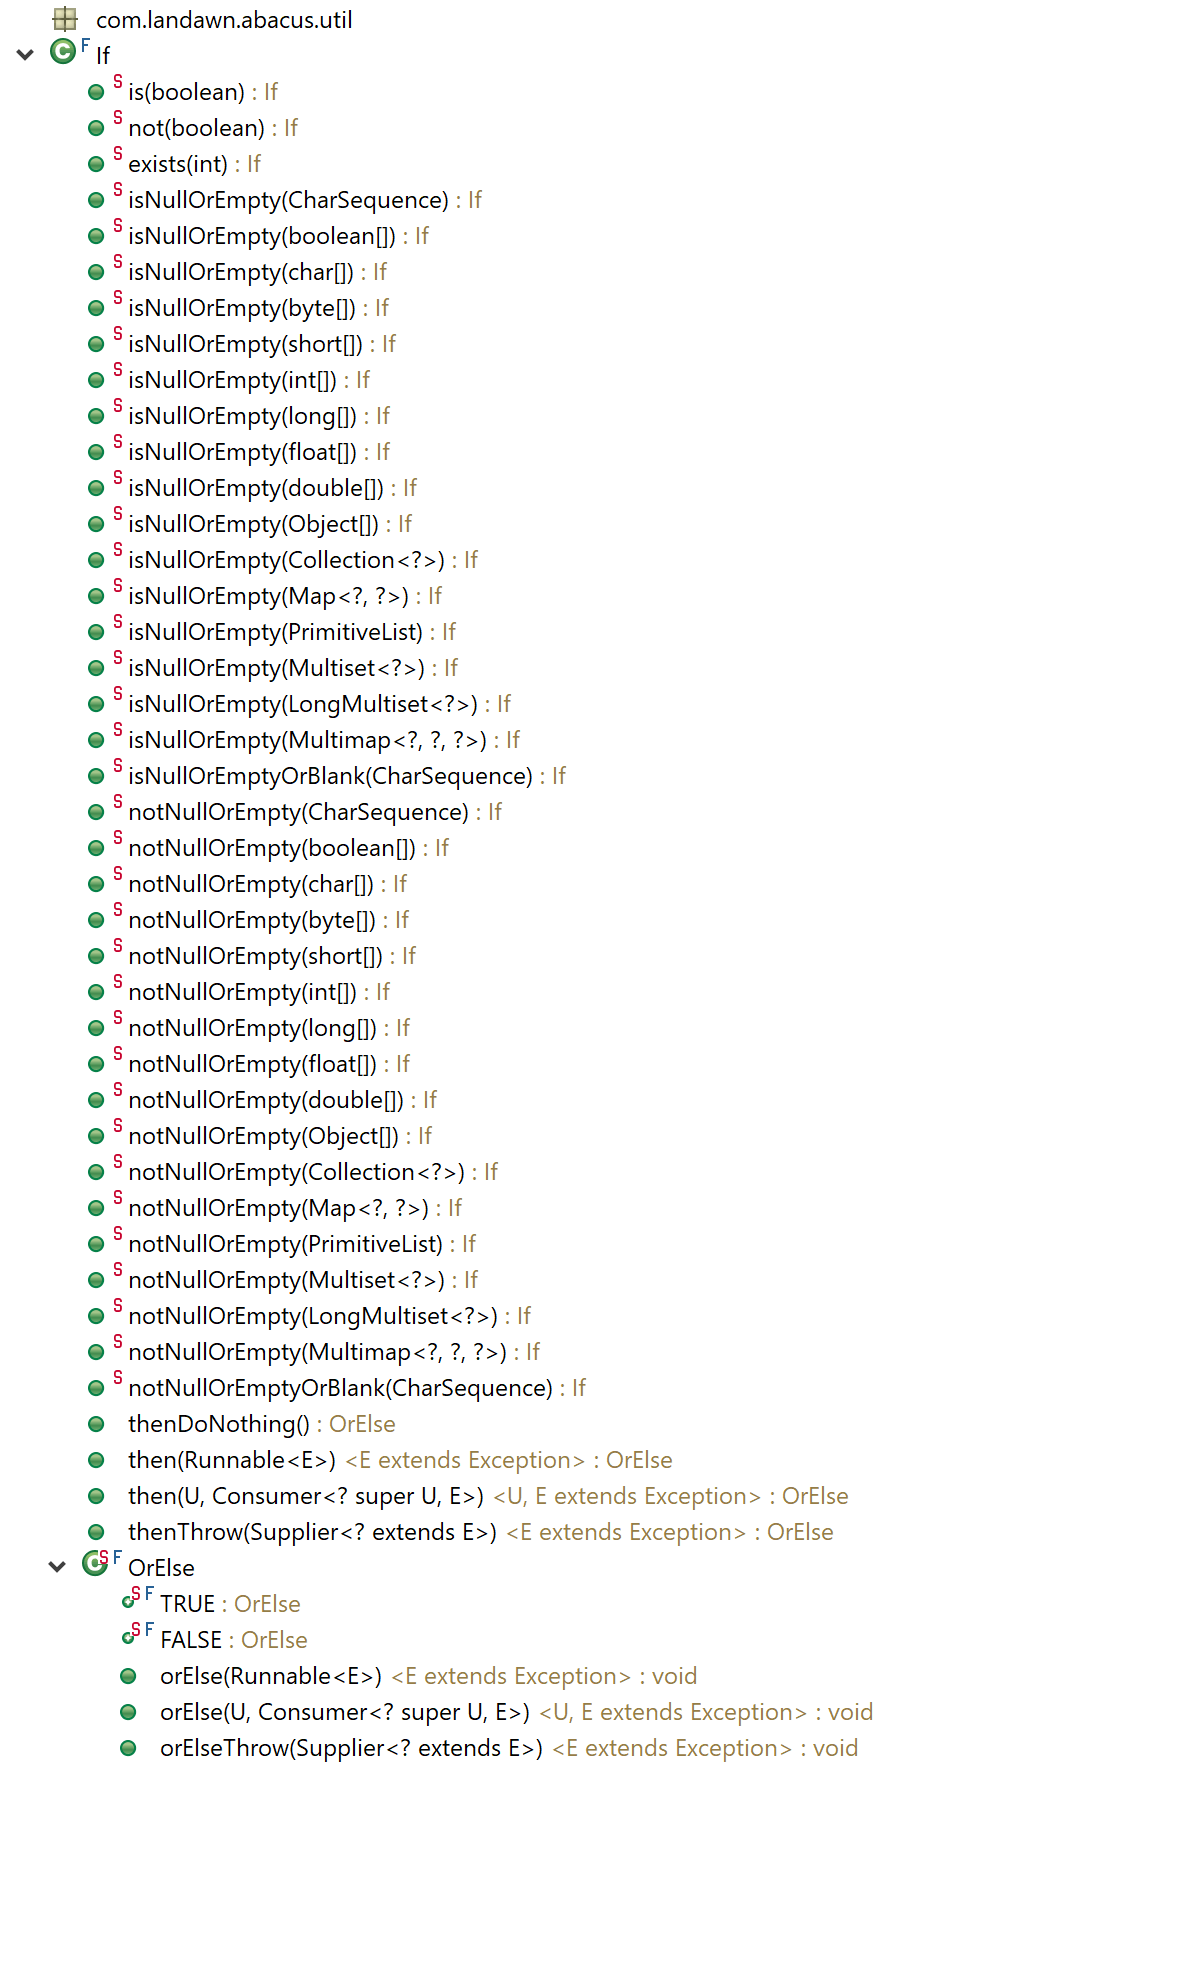 com.landawn.abacus.util
C F If
S is(boolean) : If
S not(boolean) : If
S exists(int) : If
S isNullOrEmpty(CharSequence) : If
S isNullOrEmpty(boolean[]) : If
S isNullOrEmpty(char[]) : If
S isNullOrEmpty(byte[]) : If
S isNullOrEmpty(short[]) : If
S isNullOrEmpty(int[]) : If
S isNullOrEmpty(long[]) : If
S isNullOrEmpty(float[]) : If
S isNullOrEmpty(double[]) : If
S isNullOrEmpty(Object[]) : If
S isNullOrEmpty(Collection<?>) : If
S isNullOrEmpty(Map<?, ?>) : If
S isNullOrEmpty(PrimitiveList) : If
S isNullOrEmpty(Multiset<?>) : If
S isNullOrEmpty(LongMultiset<?>) : If
S isNullOrEmpty(Multimap<?, ?, ?>) : If
S isNullOrEmptyOrBlank(CharSequence) : If
S notNullOrEmpty(CharSequence) : If
S notNullOrEmpty(boolean[]) : If
S notNullOrEmpty(char[]) : If
S notNullOrEmpty(byte[]) : If
S notNullOrEmpty(short[]) : If
S notNullOrEmpty(int[]) : If
S notNullOrEmpty(long[]) : If
S notNullOrEmpty(float[]) : If
S notNullOrEmpty(double[]) : If
S notNullOrEmpty(Object[]) : If
S notNullOrEmpty(Collection<?>) : If
S notNullOrEmpty(Map<?, ?>) : If
S notNullOrEmpty(PrimitiveList) : If
S notNullOrEmpty(Multiset<?>) : If
S notNullOrEmpty(LongMultiset<?>) : If
S notNullOrEmpty(Multimap<?, ?, ?>) : If
S notNullOrEmptyOrBlank(CharSequence) : If
thenDoNothing() : OrElse
then(Runnable<E>) <E extends Exception> : OrElse
then(U, Consumer<? super U, E>) <U, E extends Exception> : OrElse
thenThrow(Supplier<? extends E>) <E extends Exception> : OrElse
C S F OrElse
S F TRUE : OrElse
S F FALSE : OrElse
orElse(Runnable<E>) <E extends Exception> : void
orElse(U, Consumer<? super U, E>) <U, E extends Exception> : void
orElseThrow(Supplier<? extends E>) <E extends Exception> : void